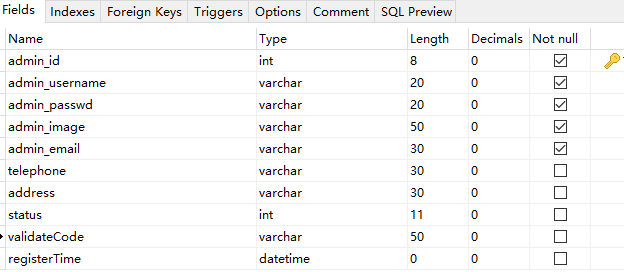 Fields Indexes Foreign Keys Triggers Options Comment SQL Preview
Name Type Length Decimals Not null
admin_id int 8 0
admin_username varchar 20 0
admin_passwd varchar 20 0
admin_image varchar 50 0
admin_email varchar 30 0
telephone varchar 30 0
address varchar 30 0
status int 11 0
validateCode varchar 50 0
registerTime datetime 0 0